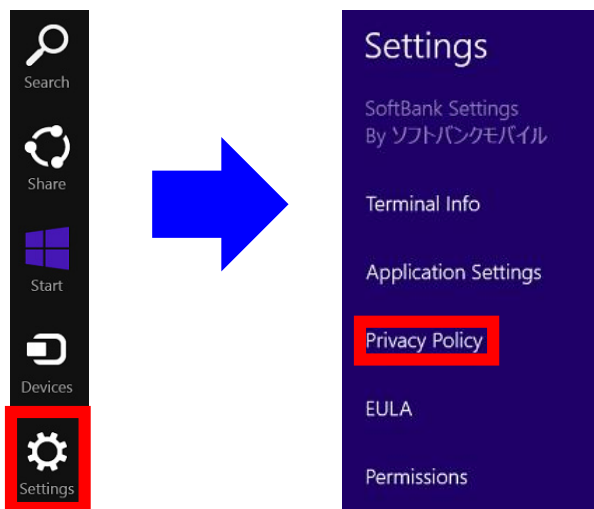 Search
Share
Start
Devices
Settings
Settings
SoftBank Settings
By ソフトバンクモバイル
Terminal Info
Application Settings
Privacy Policy
EULA
Permissions